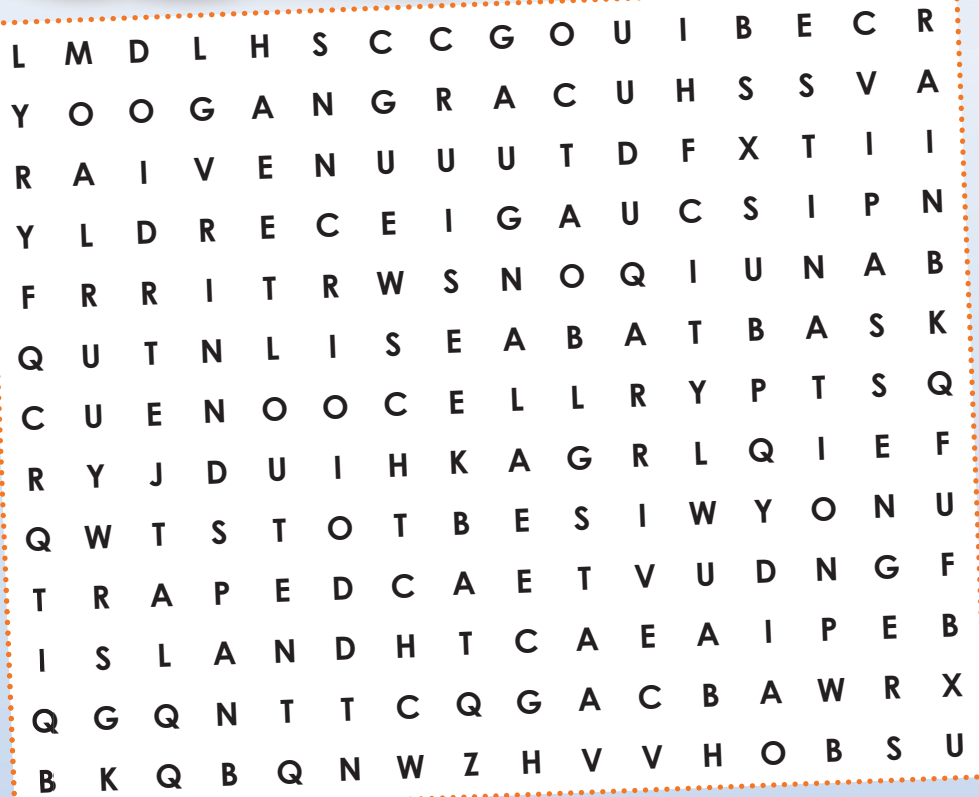 L M D L H S C C G O U I B E C R
Y O O G A N G R A C U H S S V A
R A I V E N U U U T D F X T I I
Y L D R E C E I G A U C S I P N
F R R I T R W S N O Q I U N A B
Q U T N L I S E A B A T B A S K
C U E N O O C E L L R Y P T S Q
R Y J D U I H K A G R L Q I E F
Q W T S T O T B E S I W Y O N U
T R A P E D C A E T V U D N G F
I S L A N D H T C A E A I P E B
Q G Q N T T C Q G A C B A W R X
B K Q B Q N W Z H V V H O B S U